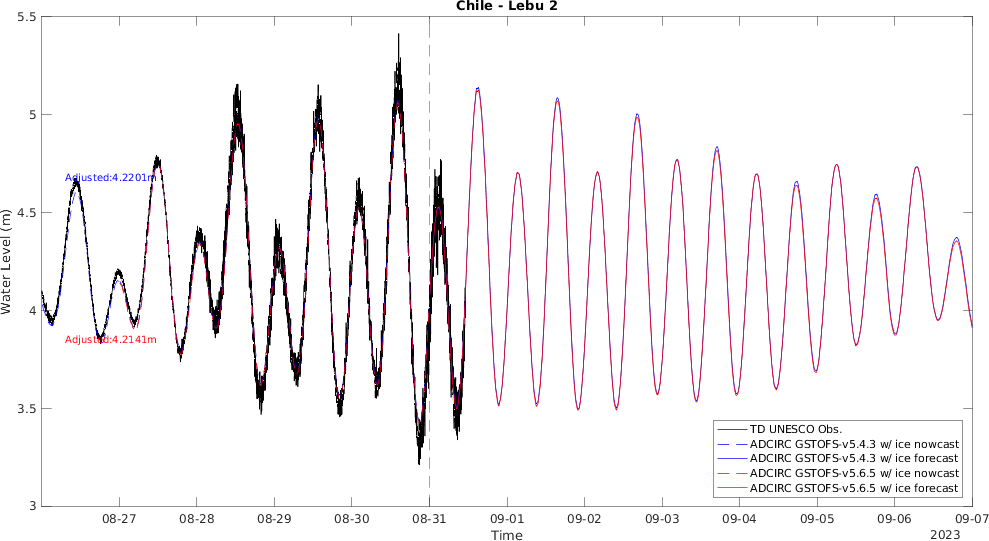 Chile - Lebu 2
5.5
5
4.5
4
3.5
3
Water Level (m)
Adjusted:4.2201m
Adjusted:4.2141m
TD UNESCO Obs.
ADCIRC GSTOFS-v5.4.3 w/ ice nowcast
ADCIRC GSTOFS-v5.4.3 w/ ice forecast
ADCIRC GSTOFS-v5.6.5 w/ ice nowcast
ADCIRC GSTOFS-v5.6.5 w/ ice forecast
08-27 08-28 08-29 08-30 08-31 09-01 09-02 09-03 09-04 09-05 09-06 09-07
Time
2023